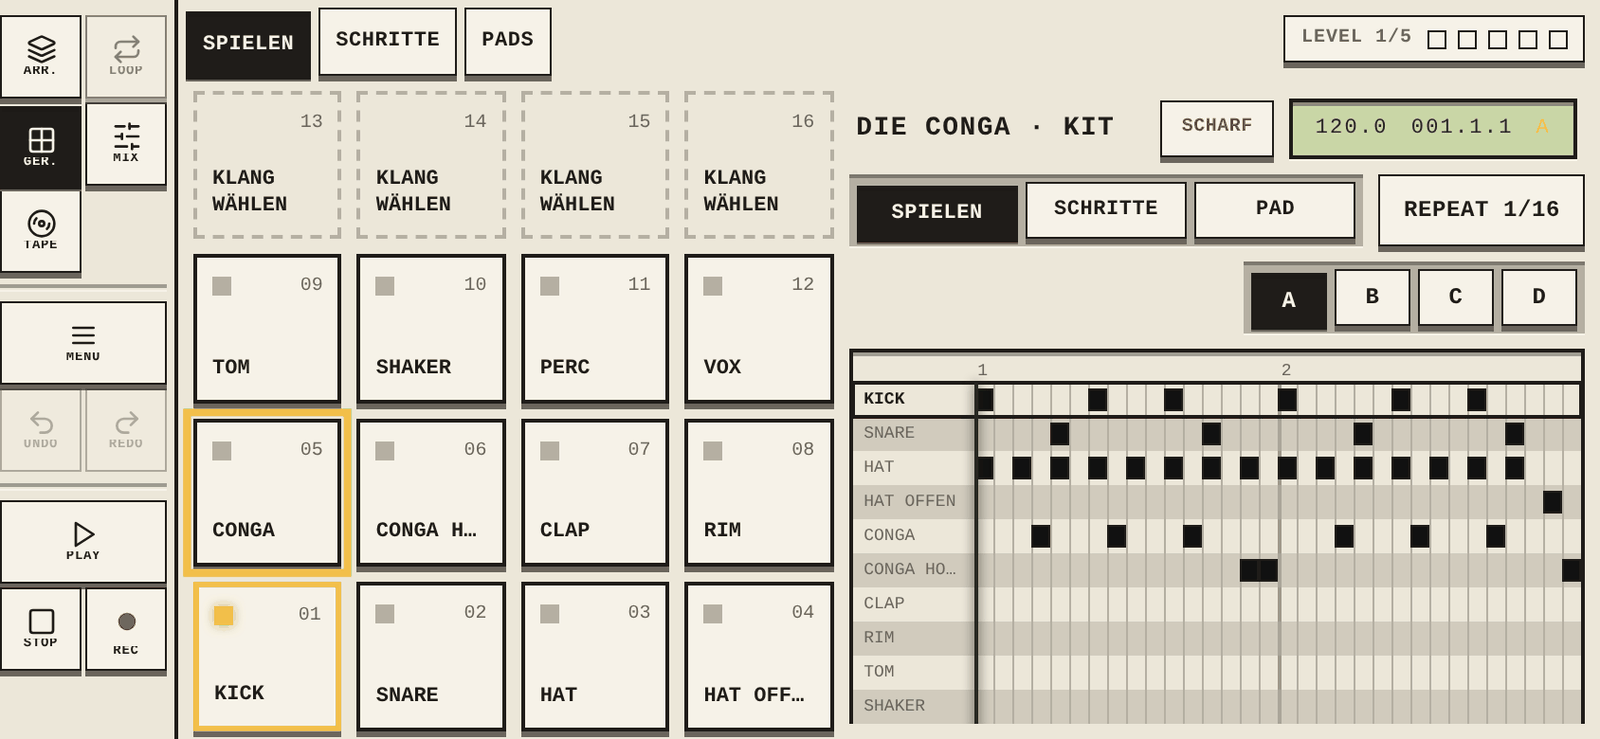 ARR.
LOOP
GER.
MIX
TAPE
MENU
UNDO
REDO
PLAY
STOP
REC
SPIELEN
SCHRITTE
PADS
LEVEL 1/5
13
KLANG
WÄHLEN
14
KLANG
WÄHLEN
15
KLANG
WÄHLEN
16
KLANG
WÄHLEN
09
TOM
10
SHAKER
11
PERC
12
VOX
05
CONGA
06
CONGA H…
07
CLAP
08
RIM
01
KICK
02
SNARE
03
HAT
04
HAT OFF…
DIE CONGA · KIT
SCHARF
120.0 001.1.1 A
SPIELEN
SCHRITTE
PAD
REPEAT 1/16
A
B
C
D
1
2
KICK
SNARE
HAT
HAT OFFEN
CONGA
CONGA HO…
CLAP
RIM
TOM
SHAKER